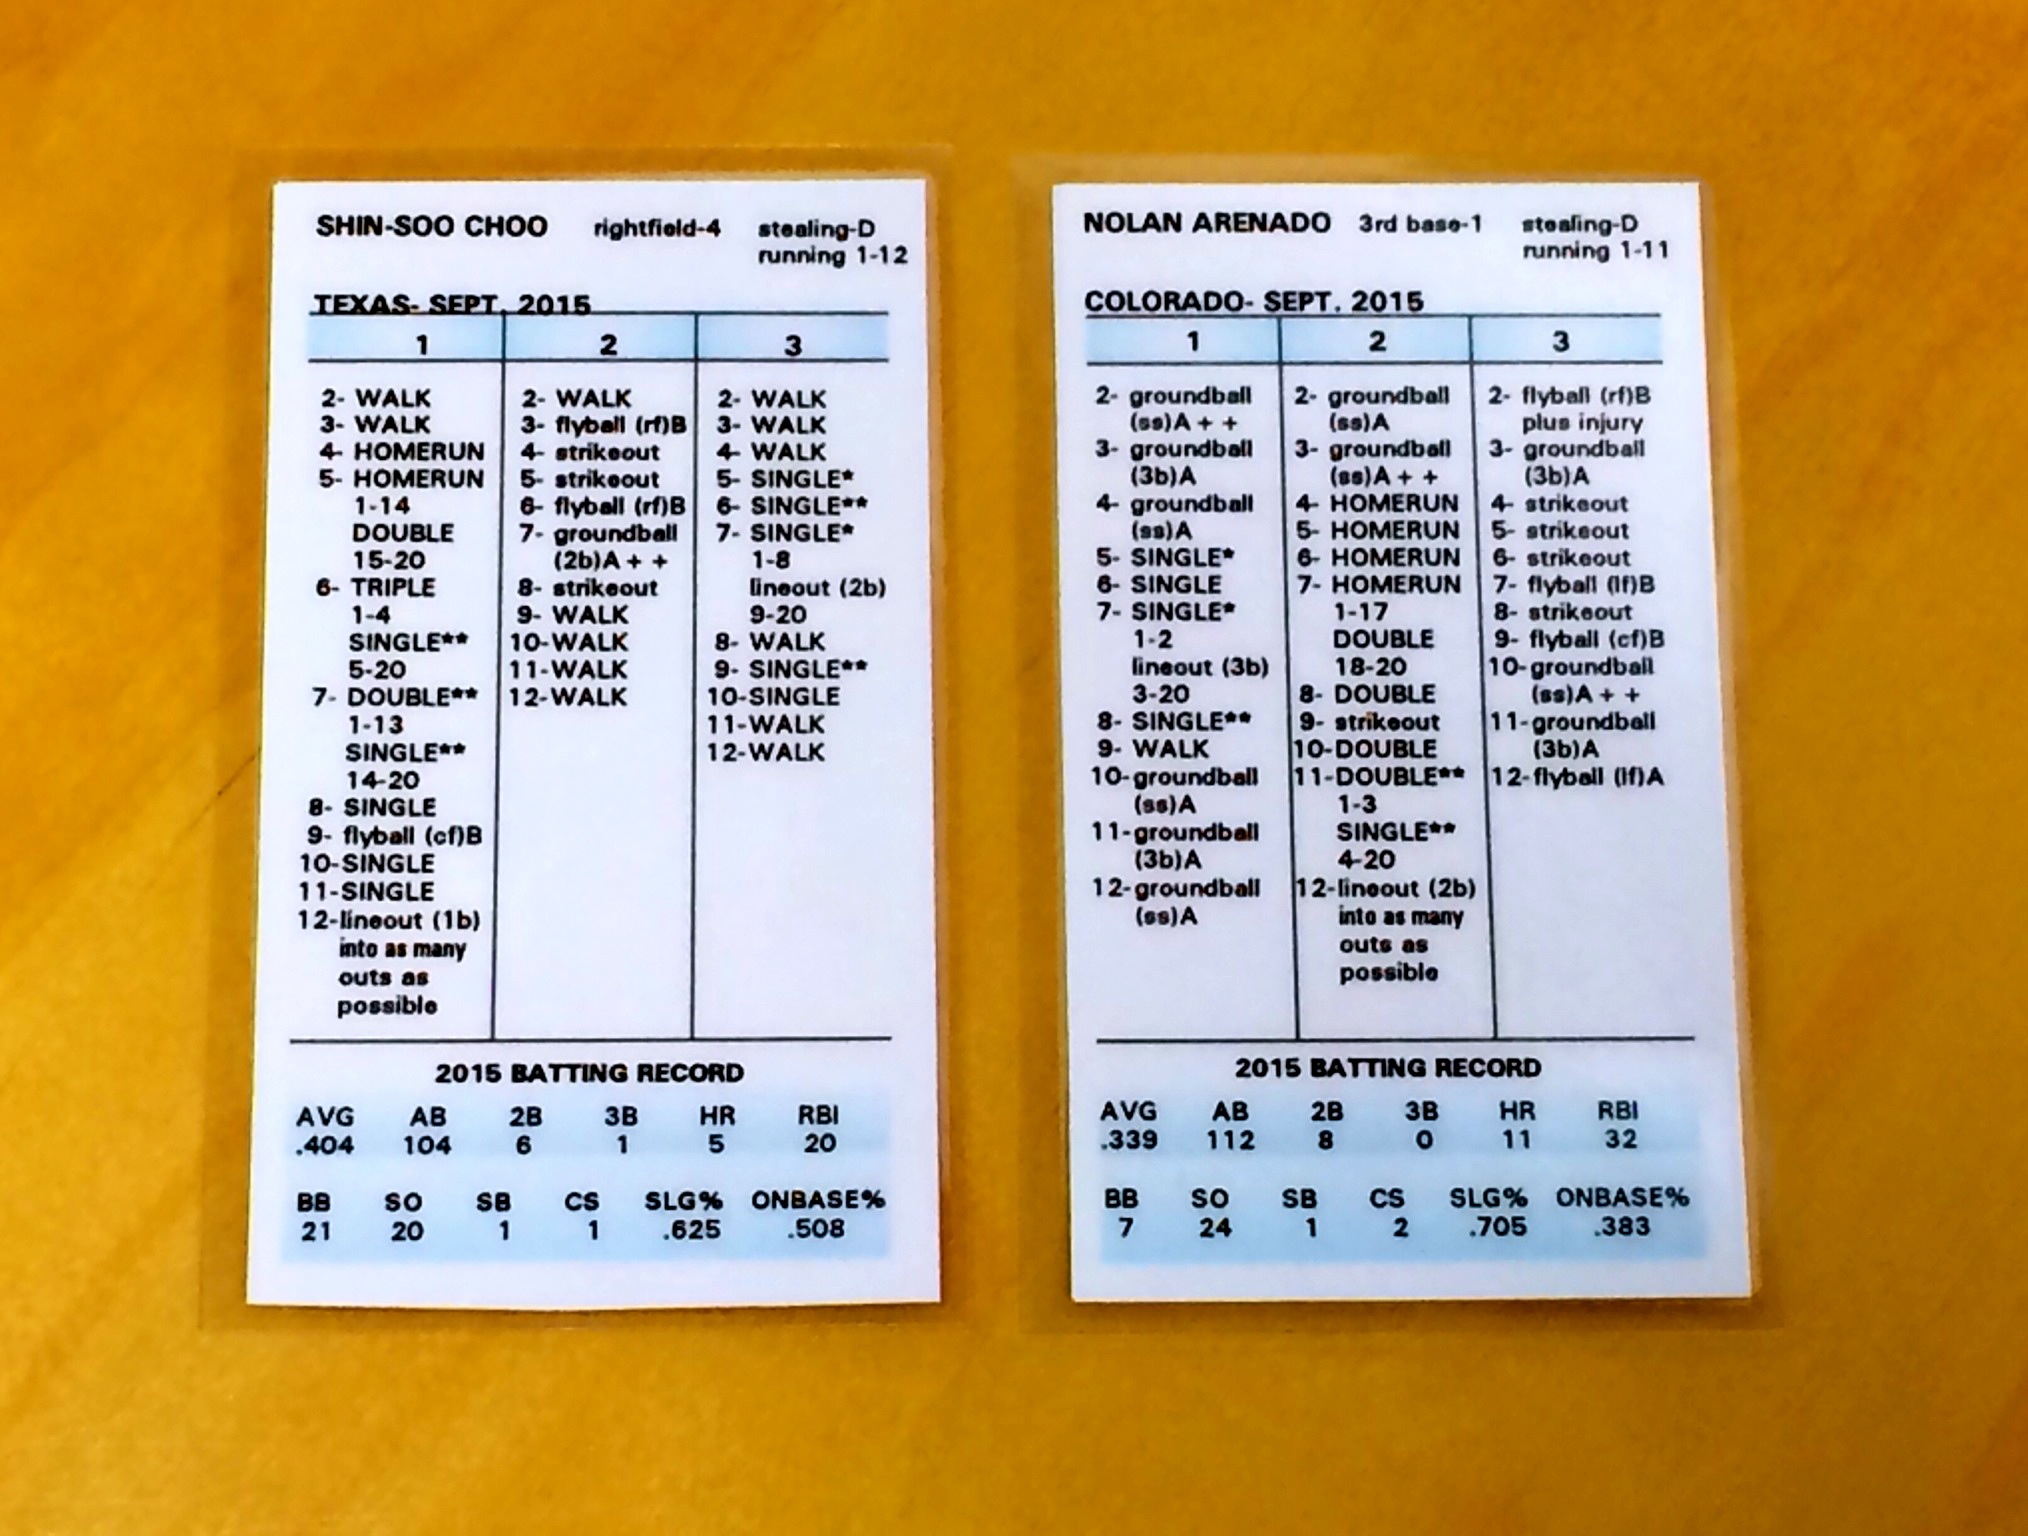 SHIN-SOO CHOO rightfield-4 stealing-D
running 1-12
TEXAS- SEPT. 2015
1 2 3
2- WALK
3- WALK
4- HOMERUN
5- HOMERUN
1-14
DOUBLE
15-20
6- TRIPLE
1-4
SINGLE**
5-20
7- DOUBLE**
1-13
SINGLE**
14-20
8- SINGLE
9- flyball (cf)B
10-SINGLE
11-SINGLE
12-lineout (1b)
into as many
outs as
possible
2- WALK
3- flyball (rf)B
4- strikeout
5- strikeout
6- flyball (rf)B
7- groundball
(2b)A + +
8- strikeout
9- WALK
10-WALK
11-WALK
12-WALK
2- WALK
3- WALK
4- WALK
5- SINGLE*
6- SINGLE**
7- SINGLE*
1-8
lineout (2b)
9-20
8- WALK
9- SINGLE**
10-SINGLE
11-WALK
12-WALK
2015 BATTING RECORD
AVG AB 2B 3B HR RBI
.404 104 6 1 5 20
BB SO SB CS SLG% ONBASE%
21 20 1 1 .625 .508
NOLAN ARENADO 3rd base-1 stealing-D
running 1-11
COLORADO- SEPT. 2015
1 2 3
2- groundball
(ss)A + +
3- groundball
(3b)A
4- groundball
(ss)A
5- SINGLE*
6- SINGLE
7- SINGLE*
1-2
lineout (3b)
3-20
8- SINGLE**
9- WALK
10-groundball
(ss)A
11-groundball
(3b)A
12-groundball
(ss)A
2- groundball
(ss)A
3- groundball
(ss)A + +
4- HOMERUN
5- HOMERUN
6- HOMERUN
7- HOMERUN
1-17
DOUBLE
18-20
8- DOUBLE
9- strikeout
10-DOUBLE
11-DOUBLE**
1-3
SINGLE**
4-20
12-lineout (2b)
into as many
outs as
possible
2- flyball (rf)B
plus injury
3- groundball
(3b)A
4- strikeout
5- strikeout
6- strikeout
7- flyball (lf)B
8- strikeout
9- flyball (cf)B
10-groundball
(ss)A + +
11-groundball
(3b)A
12-flyball (lf)A
2015 BATTING RECORD
AVG AB 2B 3B HR RBI
.339 112 8 0 11 32
BB SO SB CS SLG% ONBASE%
7 24 1 2 .705 .383